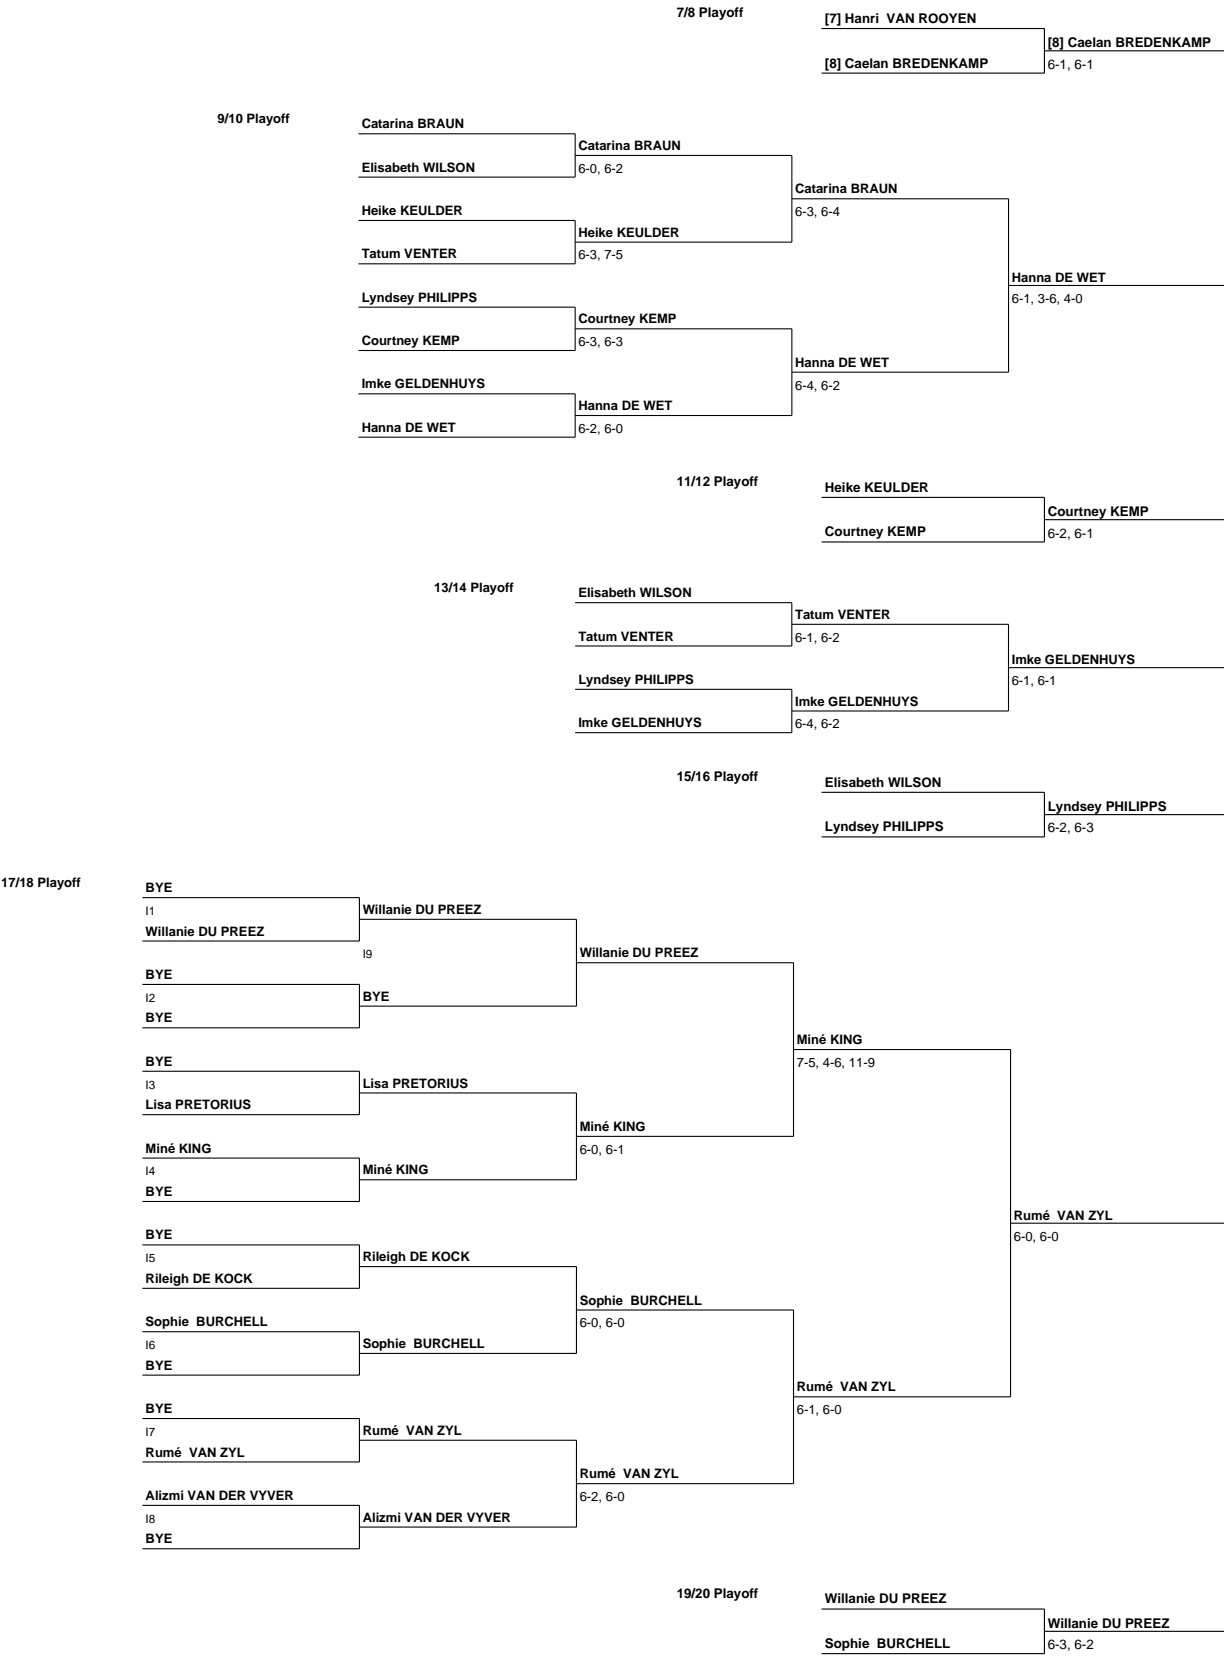 7/8 Playoff
[7] Hanri VAN ROOYEN
[8] Caelan BREDENKAMP
[8] Caelan BREDENKAMP
6-1, 6-1
9/10 Playoff
Catarina BRAUN
Catarina BRAUN
Elisabeth WILSON
6-0, 6-2
Catarina BRAUN
Heike KEULDER
6-3, 6-4
Heike KEULDER
Tatum VENTER
6-3, 7-5
Hanna DE WET
Lyndsey PHILIPPS
6-1, 3-6, 4-0
Courtney KEMP
Courtney KEMP
6-3, 6-3
Hanna DE WET
Imke GELDENHUYS
6-4, 6-2
Hanna DE WET
Hanna DE WET
6-2, 6-0
11/12 Playoff
Heike KEULDER
Courtney KEMP
Courtney KEMP
6-2, 6-1
13/14 Playoff
Elisabeth WILSON
Tatum VENTER
Tatum VENTER
6-1, 6-2
Imke GELDENHUYS
Lyndsey PHILIPPS
6-1, 6-1
Imke GELDENHUYS
Imke GELDENHUYS
6-4, 6-2
15/16 Playoff
Elisabeth WILSON
Lyndsey PHILIPPS
Lyndsey PHILIPPS
6-2, 6-3
17/18 Playoff
BYE
I1
Willanie DU PREEZ
Willanie DU PREEZ
I9
Willanie DU PREEZ
BYE
I2
BYE
BYE
Miné KING
7-5, 4-6, 11-9
BYE
I3
Lisa PRETORIUS
Lisa PRETORIUS
Miné KING
6-0, 6-1
Miné KING
I4
Miné KING
BYE
Rumé VAN ZYL
6-0, 6-0
BYE
I5
Rileigh DE KOCK
Rileigh DE KOCK
Sophie BURCHELL
6-0, 6-0
Sophie BURCHELL
I6
Sophie BURCHELL
BYE
Rumé VAN ZYL
6-1, 6-0
BYE
I7
Rumé VAN ZYL
Rumé VAN ZYL
Rumé VAN ZYL
6-2, 6-0
Alizmi VAN DER VYVER
I8
Alizmi VAN DER VYVER
BYE
19/20 Playoff
Willanie DU PREEZ
Willanie DU PREEZ
Sophie BURCHELL
6-3, 6-2